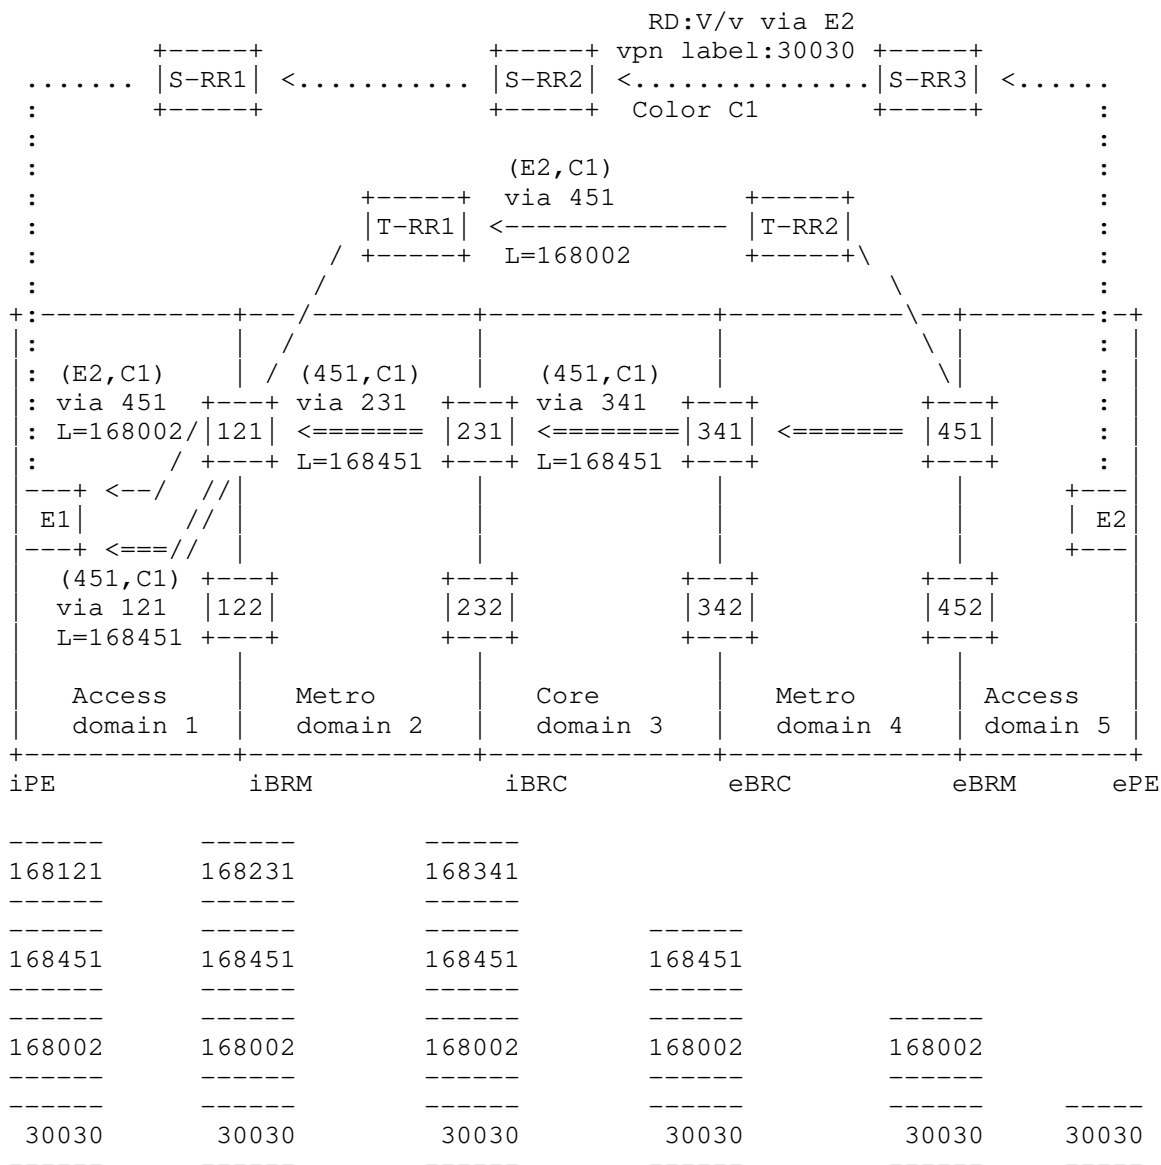 RD:V/v via E2
+-----+ +-----+ vpn label:30030 +-----+
....... |S-RR1| <........... |S-RR2| <...............|S-RR3| <......
: +-----+ +-----+ Color C1 +-----+ :
: :
: (E2,C1) :
: +-----+ via 451 +-----+ :
: |T-RR1| <-------------- |T-RR2| :
: / +-----+ L=168002 +-----+\ :
: / \ :
+:-------------+---/-----------+---------------+------------\--+---------:-+
|: | / | | \ | : |
|: (E2,C1) | / (451,C1) | (451,C1) | \| : |
|: via 451 +---+ via 231 +---+ via 341 +---+ +---+ : |
|: L=168002/|121| <======= |231| <========|341| <======= |451| : |
|: / +---+ L=168451 +---+ L=168451 +---+ +---+ : |
|---+ <--/ //| | | | +---|
| E1| // | | | | | E2|
|---+ <===// | | | | +---|
| (451,C1) +---+ +---+ +---+ +---+ |
| via 121 |122| |232| |342| |452| |
| L=168451 +---+ +---+ +---+ +---+ |
| | | | | |
| Access | Metro | Core | Metro | Access |
| domain 1 | domain 2 | domain 3 | domain 4 | domain 5 |
+--------------+---------------+---------------+---------------+-----------+
iPE iBRM iBRC eBRC eBRM ePE
------ ------ ------
168121 168231 168341
------ ------ ------
------ ------ ------ ------
168451 168451 168451 168451
------ ------ ------ ------
------ ------ ------ ------ ------
168002 168002 168002 168002 168002
------ ------ ------ ------ ------
------ ------ ------ ------ ------ -----
30030 30030 30030 30030 30030 30030
------ ------ ------ ------ ------ -----